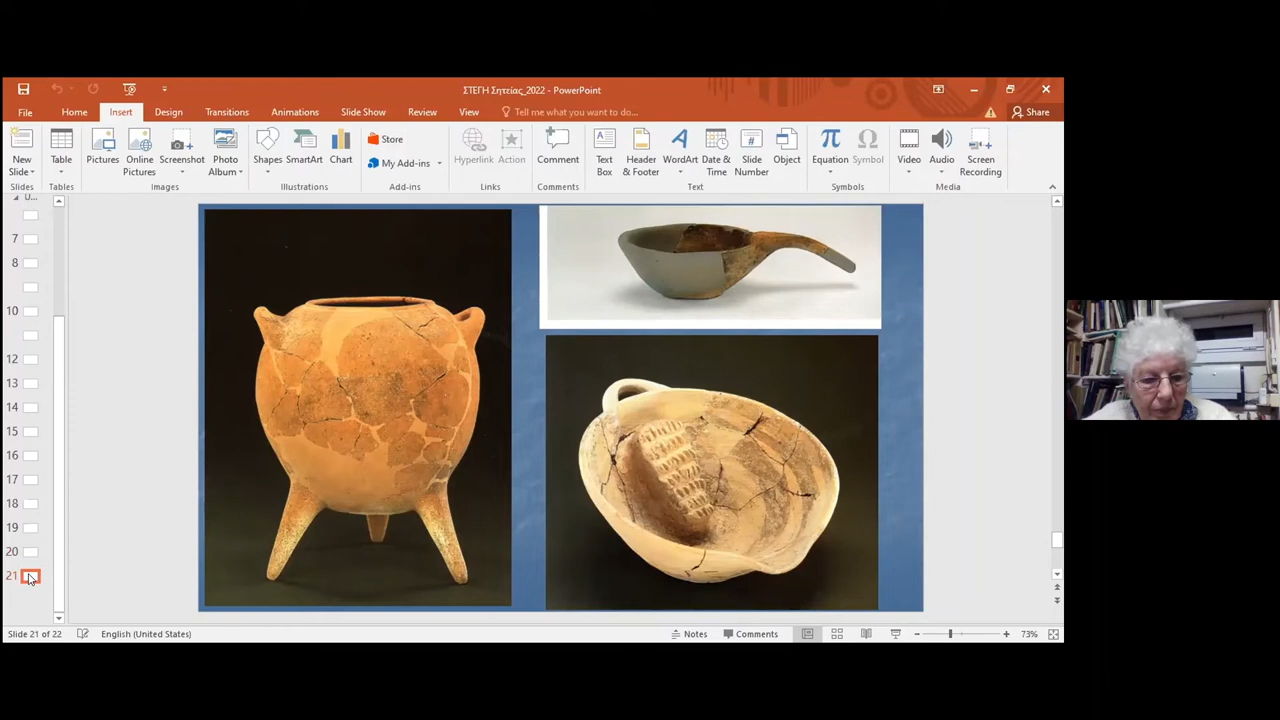 ΣΤΕΓΗ Σητείας_2022 - PowerPoint
File Home Insert Design Transitions Animations Slide Show Review View Tell me what you want to do... Share
New Slide Table Pictures Online Pictures Screenshot Photo Album Shapes SmartArt Chart Store My Add-ins Hyperlink Action Comment Text Box Header & Footer WordArt Date & Time Slide Number Object Equation Symbol Video Audio Screen Recording
Slides Tables Images Illustrations Add-ins Links Comments Text Symbols Media
U...
7
8
10
12
13
14
15
16
17
18
19
20
21
Slide 21 of 22 English (United States) Notes Comments 73%